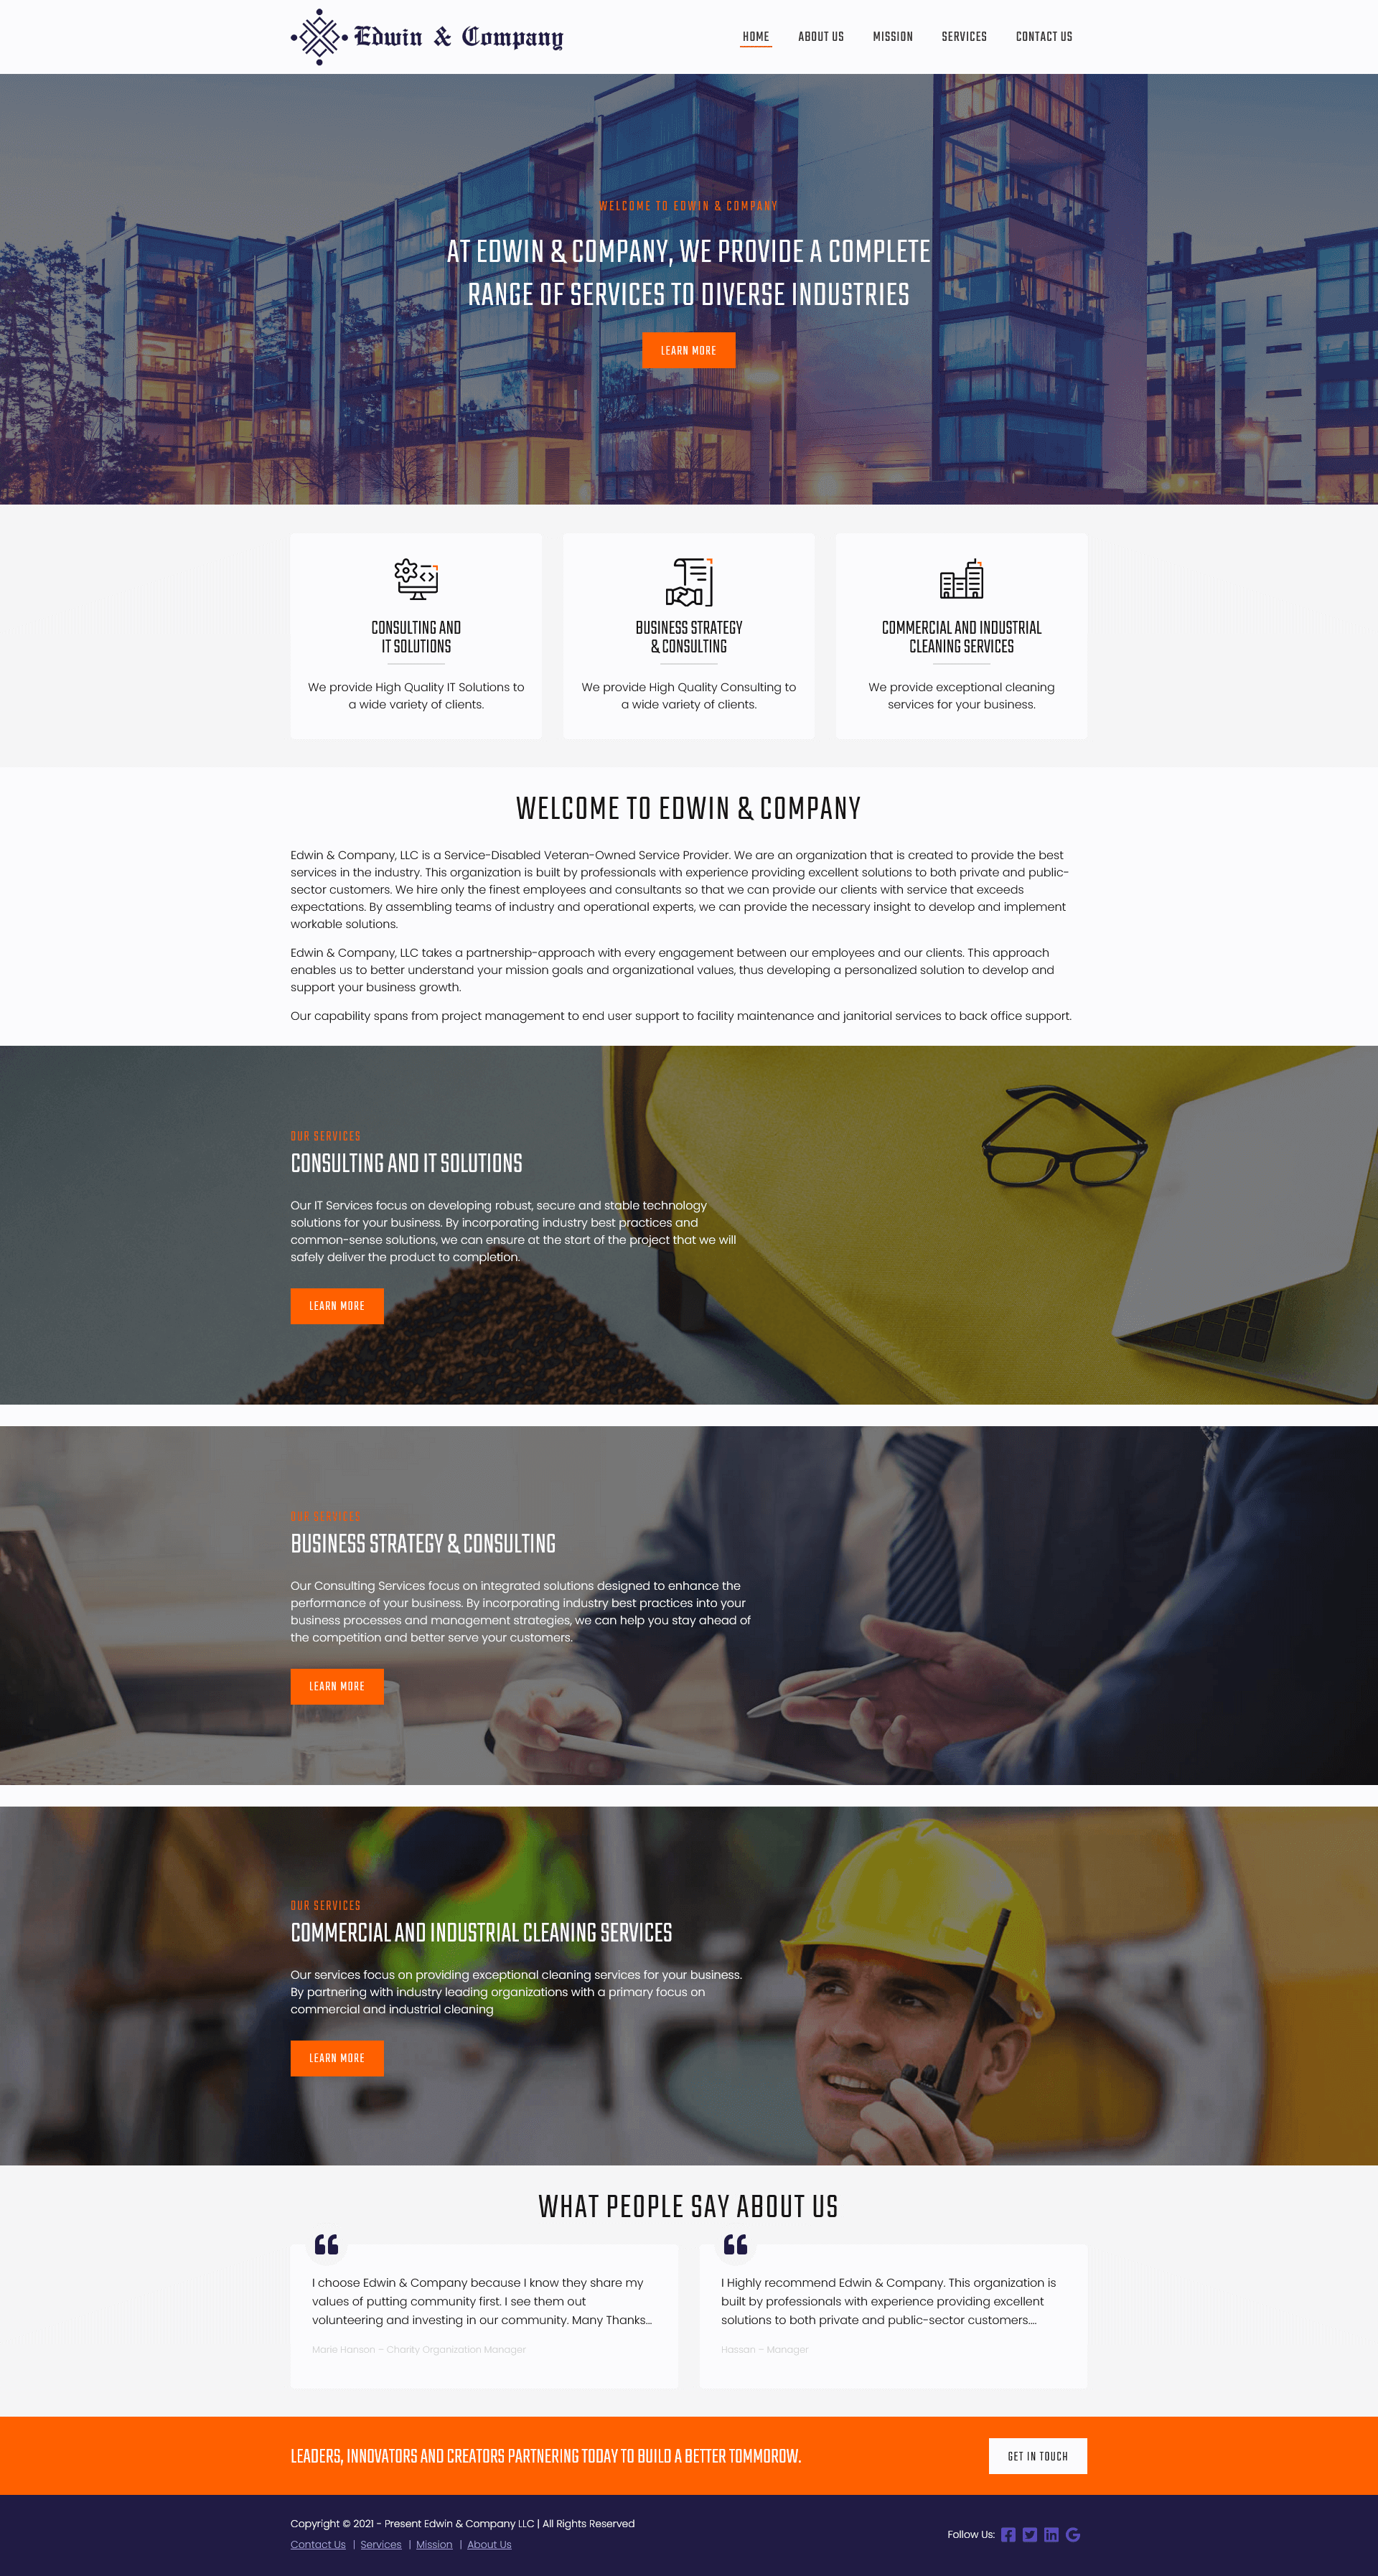 Edwin & Company
HOME ABOUT US MISSION SERVICES CONTACT US
WELCOME TO EDWIN & COMPANY
AT EDWIN & COMPANY, WE PROVIDE A COMPLETE
RANGE OF SERVICES TO DIVERSE INDUSTRIES
LEARN MORE
CONSULTING AND
IT SOLUTIONS
We provide High Quality IT Solutions to
a wide variety of clients.
BUSINESS STRATEGY
& CONSULTING
We provide High Quality Consulting to
a wide variety of clients.
COMMERCIAL AND INDUSTRIAL
CLEANING SERVICES
We provide exceptional cleaning
services for your business.
WELCOME TO EDWIN & COMPANY
Edwin & Company, LLC is a Service-Disabled Veteran-Owned Service Provider. We are an organization that is created to provide the best
services in the industry. This organization is built by professionals with experience providing excellent solutions to both private and public-
sector customers. We hire only the finest employees and consultants so that we can provide our clients with service that exceeds
expectations. By assembling teams of industry and operational experts, we can provide the necessary insight to develop and implement
workable solutions.
Edwin & Company, LLC takes a partnership-approach with every engagement between our employees and our clients. This approach
enables us to better understand your mission goals and organizational values, thus developing a personalized solution to develop and
support your business growth.
Our capability spans from project management to end user support to facility maintenance and janitorial services to back office support.
OUR SERVICES
CONSULTING AND IT SOLUTIONS
Our IT Services focus on developing robust, secure and stable technology
solutions for your business. By incorporating industry best practices and
common-sense solutions, we can ensure at the start of the project that we will
safely deliver the product to completion.
LEARN MORE
OUR SERVICES
BUSINESS STRATEGY & CONSULTING
Our Consulting Services focus on integrated solutions designed to enhance the
performance of your business. By incorporating industry best practices into your
business processes and management strategies, we can help you stay ahead of
the competition and better serve your customers.
LEARN MORE
OUR SERVICES
COMMERCIAL AND INDUSTRIAL CLEANING SERVICES
Our services focus on providing exceptional cleaning services for your business.
By partnering with industry leading organizations with a primary focus on
commercial and industrial cleaning
LEARN MORE
WHAT PEOPLE SAY ABOUT US
I choose Edwin & Company because I know they share my
values of putting community first. I see them out
volunteering and investing in our community. Many Thanks...
Marie Hanson – Charity Organization Manager
I Highly recommend Edwin & Company. This organization is
built by professionals with experience providing excellent
solutions to both private and public-sector customers....
Hassan – Manager
LEADERS, INNOVATORS AND CREATORS PARTNERING TODAY TO BUILD A BETTER TOMMOROW.
GET IN TOUCH
Copyright © 2021 - Present Edwin & Company LLC | All Rights Reserved
Contact Us | Services | Mission | About Us
Follow Us: